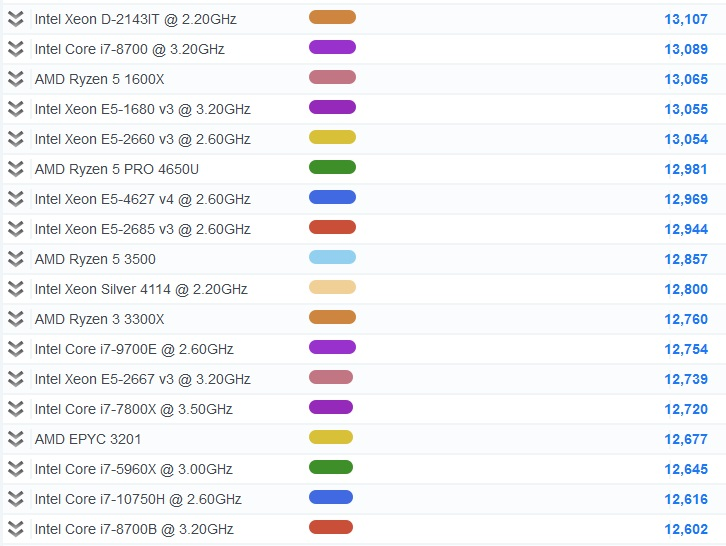 Intel Xeon D-2143IT @ 2.20GHz 13,107
Intel Core i7-8700 @ 3.20GHz 13,089
AMD Ryzen 5 1600X 13,065
Intel Xeon E5-1680 v3 @ 3.20GHz 13,055
Intel Xeon E5-2660 v3 @ 2.60GHz 13,054
AMD Ryzen 5 PRO 4650U 12,981
Intel Xeon E5-4627 v4 @ 2.60GHz 12,969
Intel Xeon E5-2685 v3 @ 2.60GHz 12,944
AMD Ryzen 5 3500 12,857
Intel Xeon Silver 4114 @ 2.20GHz 12,800
AMD Ryzen 3 3300X 12,760
Intel Core i7-9700E @ 2.60GHz 12,754
Intel Xeon E5-2667 v3 @ 3.20GHz 12,739
Intel Core i7-7800X @ 3.50GHz 12,720
AMD EPYC 3201 12,677
Intel Core i7-5960X @ 3.00GHz 12,645
Intel Core i7-10750H @ 2.60GHz 12,616
Intel Core i7-8700B @ 3.20GHz 12,602